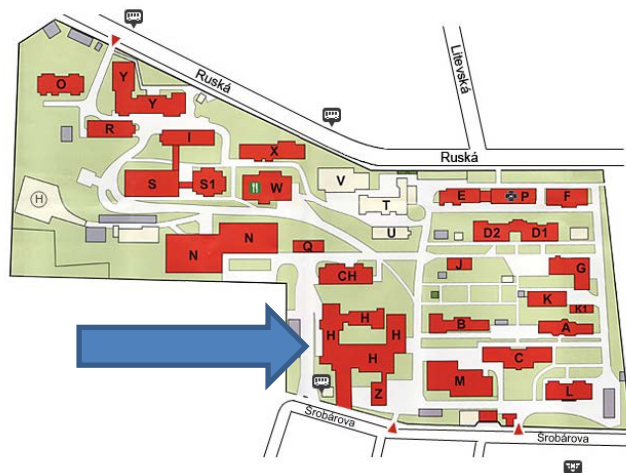 Ruská
Litevská
O
Y
Y
R
I
X
Ruská
S
S1
W
V
T
E
P
F
H
U
D2
D1
N
N
Q
CH
J
G
K
K1
H
H
B
A
H
H
C
M
Z
L
Šrobárova
Šrobárova